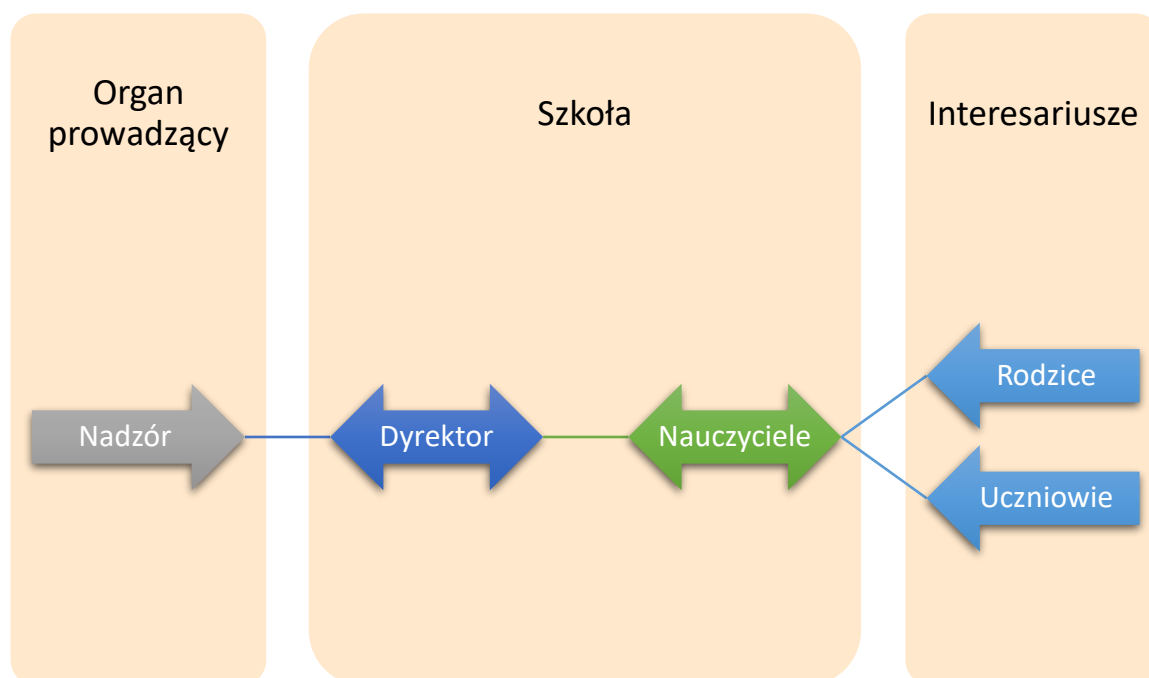 Organ
prowadzący
Szkoła
Interesariusze
Nadzór
Dyrektor
Nauczyciele
Rodzice
Uczniowie